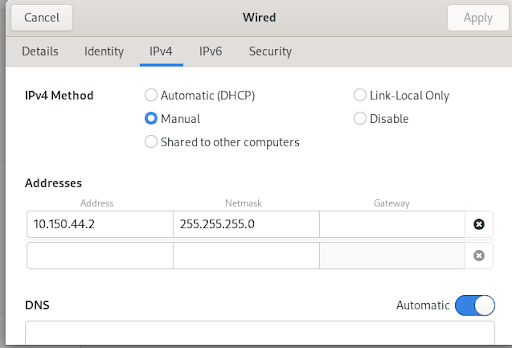 Cancel Wired Apply
Details Identity IPv4 IPv6 Security
IPv4 Method Automatic (DHCP) Link-Local Only
Manual Disable
Shared to other computers
Addresses
Address Netmask Gateway
10.150.44.2 255.255.255.0
DNS Automatic